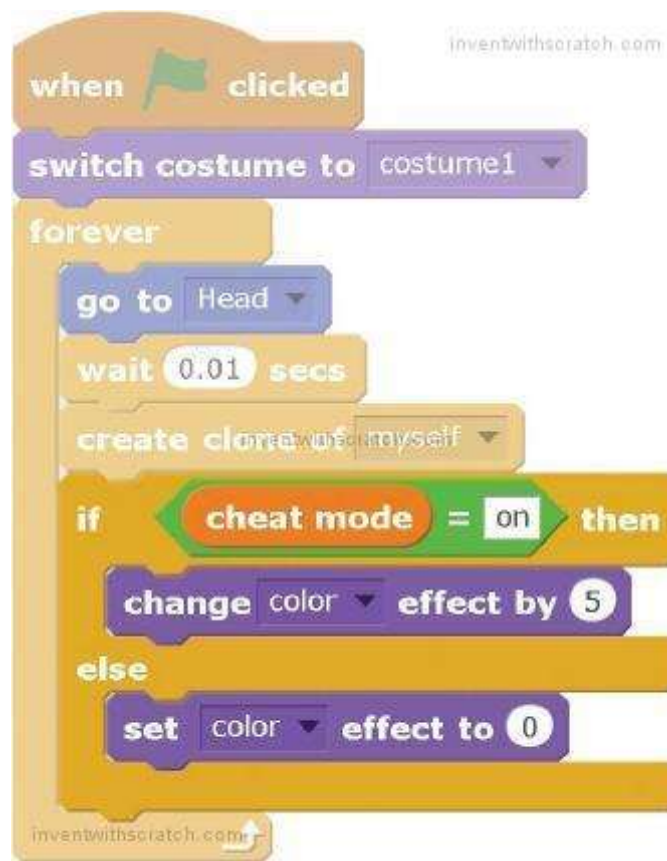 inventwithscratch.com
when clicked
switch costume to costume1
forever
go to Head
wait 0.01 secs
create clone of myself
inventwithscratch.com
if cheat mode = on then
change color effect by 5
else
set color effect to 0
inventwithscratch.com